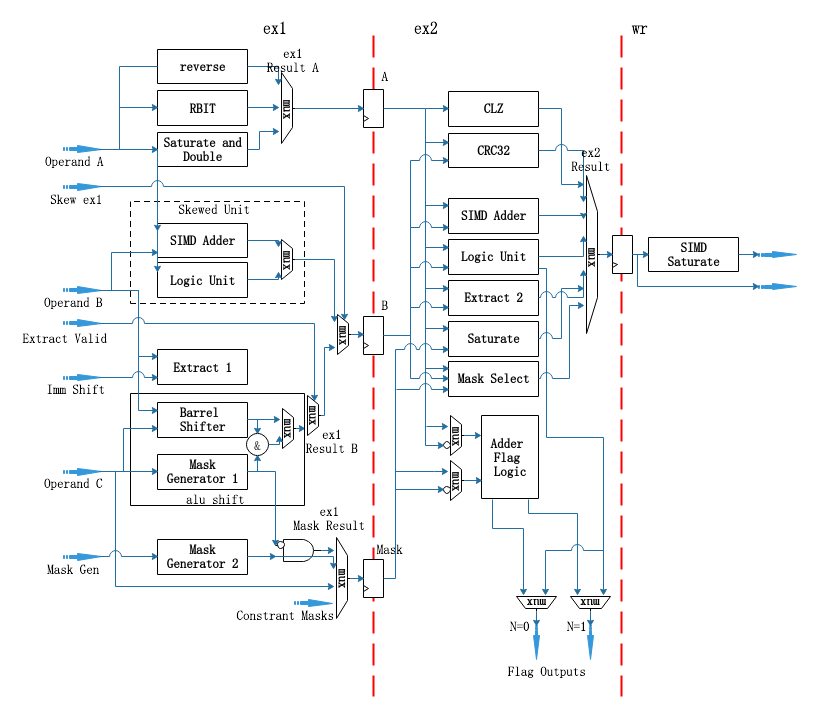 ex1
ex2
wr
ex1
Result A
reverse
RBIT
Saturate and
Double
mux
A
Operand A
Skew ex1
Skewed Unit
SIMD Adder
Logic Unit
mux
Operand B
Extract Valid
mux
B
Extract 1
Imm Shift
Barrel
Shifter
&
mux
mux
ex1
Result B
Mask
Generator 1
alu shift
Operand C
ex1
Mask Result
Mask
Generator 2
Mask Gen
mux
Mask
Constrant Masks
CLZ
CRC32
ex2
Result
SIMD Adder
Logic Unit
Extract 2
Saturate
Mask Select
mux
SIMD
Saturate
mux
mux
Adder
Flag
Logic
mux
mux
N=0
N=1
Flag Outputs